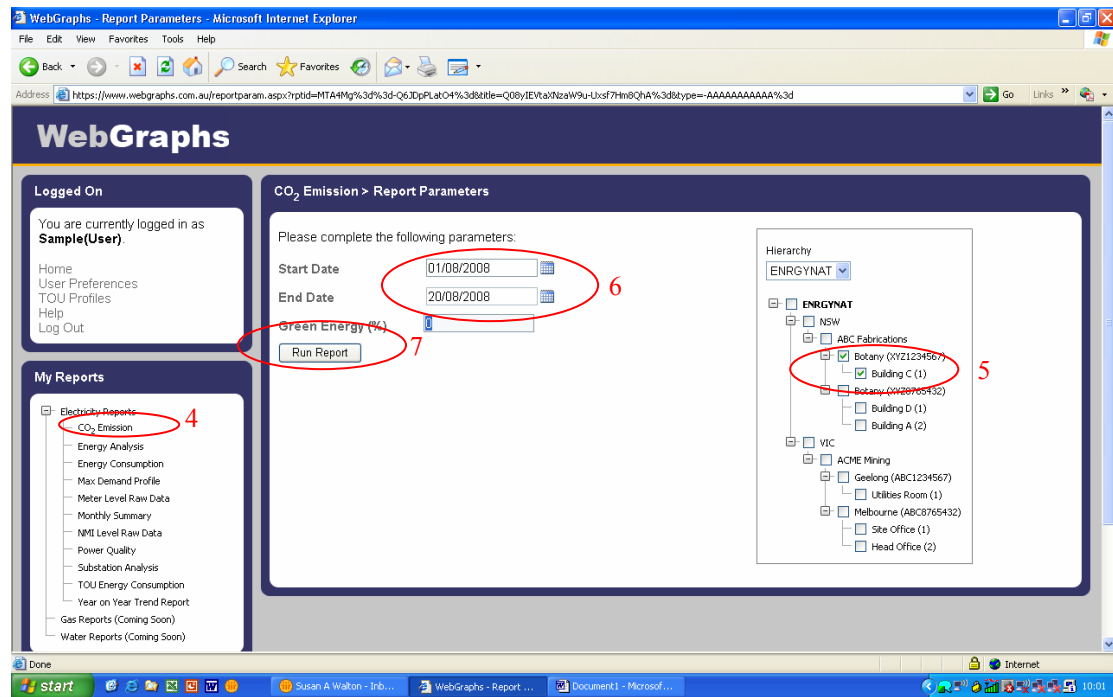 WebGraphs - Report Parameters - Microsoft Internet Explorer
File Edit View Favorites Tools Help
Back Search Favorites
Address https://www.webgraphs.com.au/reportparam.aspx?rptid=MTA4Mg%3d%3d-Q6JDpPLatO4%3d&title=Q08yIEVtaXNzaW9u-Uxsf7Hm8QhA%3d&type=-AAAAAAAAAAA%3d Go Links »
WebGraphs
Logged On
You are currently logged in as
Sample(User).
Home
User Preferences
TOU Profiles
Help
Log Out
My Reports
Electricity Reports
CO2 Emission 4
Energy Analysis
Energy Consumption
Max Demand Profile
Meter Level Raw Data
Monthly Summary
NMI Level Raw Data
Power Quality
Substation Analysis
TOU Energy Consumption
Year on Year Trend Report
Gas Reports (Coming Soon)
Water Reports (Coming Soon)
CO2 Emission > Report Parameters
Please complete the following parameters:
Start Date 01/08/2008
End Date 20/08/2008
6
Green Energy (%) 0
Run Report 7
Hierarchy
ENRGYNAT
ENRGYNAT
NSW
ABC Fabrications
Botany (XYZ1234567)
Building C (1) 5
Botany (XYZ8765432)
Building D (1)
Building A (2)
VIC
ACME Mining
Geelong (ABC1234567)
Utilities Room (1)
Melbourne (ABC8765432)
Site Office (1)
Head Office (2)
Done Internet
start Susan A Walton - Inb... WebGraphs - Report ... Document1 - Microsof... 10:01